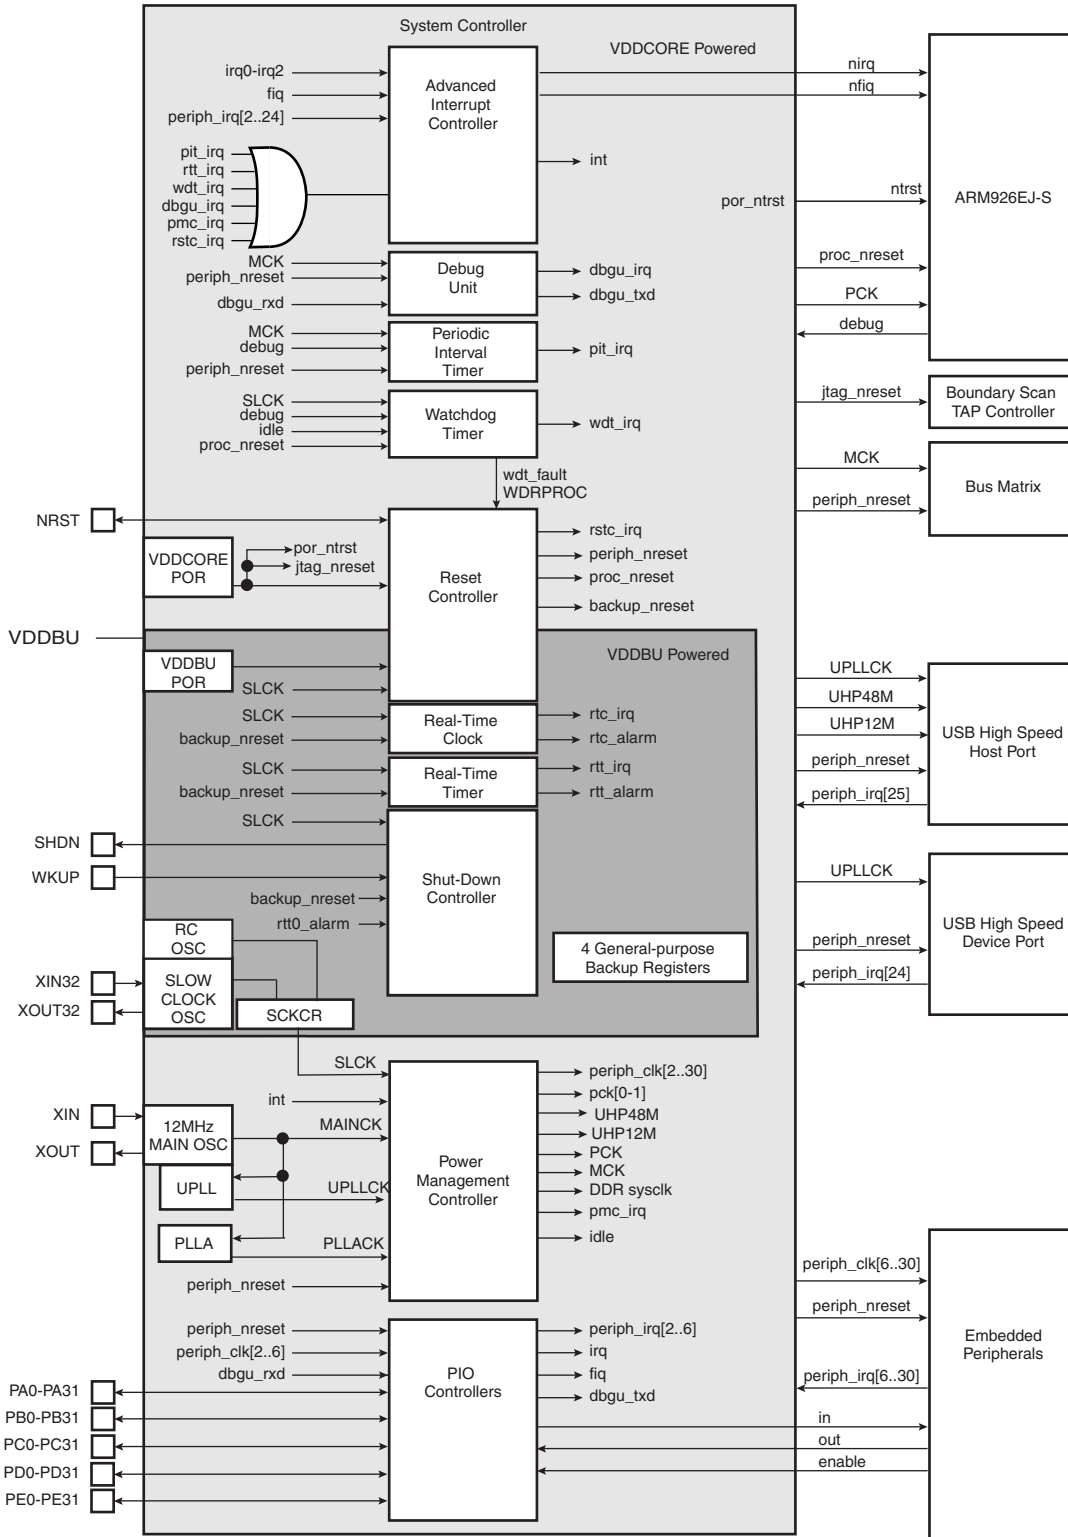 System Controller
VDDCORE Powered
irq0-irq2
fiq
periph_irq[2..24]
Advanced
Interrupt
Controller
nirq
nfiq
int
pit_irq
rtt_irq
wdt_irq
dbgu_irq
pmc_irq
rstc_irq
por_ntrst
ntrst
ARM926EJ-S
proc_nreset
PCK
debug
MCK
periph_nreset
dbgu_rxd
Debug
Unit
dbgu_irq
dbgu_txd
MCK
debug
periph_nreset
Periodic
Interval
Timer
pit_irq
SLCK
debug
idle
proc_nreset
Watchdog
Timer
wdt_irq
jtag_nreset
Boundary Scan
TAP Controller
MCK
periph_nreset
Bus Matrix
wdt_fault
WDRPROC
NRST
VDDCORE
POR
por_ntrst
jtag_nreset
Reset
Controller
rstc_irq
periph_nreset
proc_nreset
backup_nreset
VDDBU
VDDBU Powered
VDDBU
POR
SLCK
SLCK
backup_nreset
Real-Time
Clock
rtc_irq
rtc_alarm
SLCK
backup_nreset
Real-Time
Timer
rtt_irq
rtt_alarm
UPLLCK
UHP48M
UHP12M
periph_nreset
periph_irq[25]
USB High Speed
Host Port
SLCK
SHDN
WKUP
backup_nreset
rtt0_alarm
Shut-Down
Controller
4 General-purpose
Backup Registers
UPLLCK
periph_nreset
periph_irq[24]
USB High Speed
Device Port
RC
OSC
XIN32
XOUT32
SLOW
CLOCK
OSC
SCKCR
SLCK
int
XIN
XOUT
12MHz
MAIN OSC
MAINCK
UPLL
UPLLCK
PLLA
PLLACK
periph_nreset
Power
Management
Controller
periph_clk[2..30]
pck[0-1]
UHP48M
UHP12M
PCK
MCK
DDR sysclk
pmc_irq
idle
periph_nreset
periph_clk[2..6]
dbgu_rxd
PA0-PA31
PB0-PB31
PC0-PC31
PD0-PD31
PE0-PE31
PIO
Controllers
periph_irq[2..6]
irq
fiq
dbgu_txd
periph_clk[6..30]
periph_nreset
periph_irq[6..30]
in
out
enable
Embedded
Peripherals